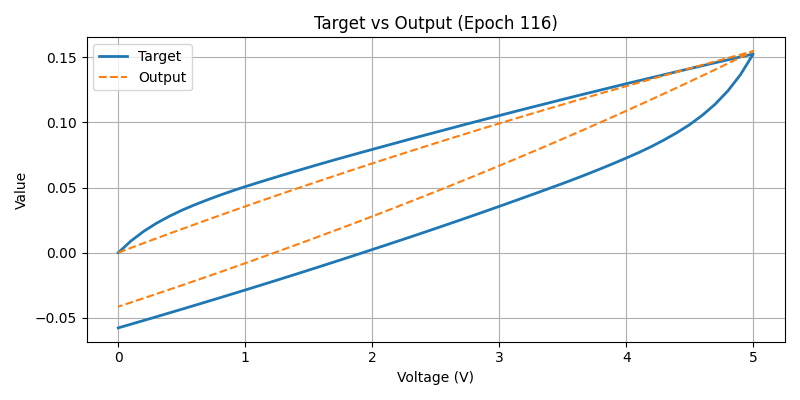 Target vs Output (Epoch 116)
Target
Output
0.15
0.10
0.05
0.00
−0.05
Value
0 1 2 3 4 5
Voltage (V)